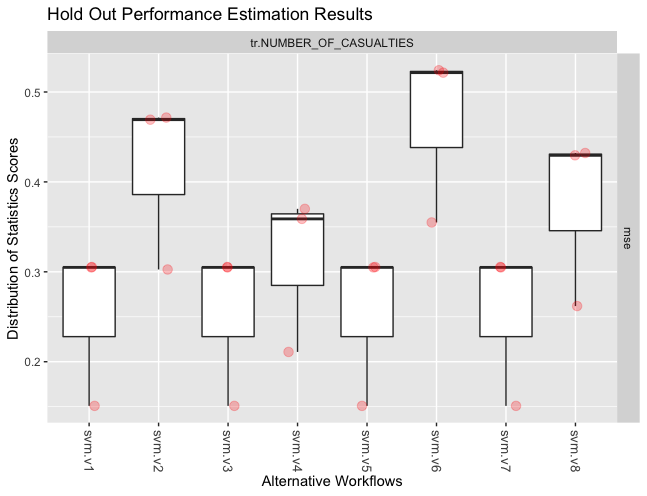 Hold Out Performance Estimation Results
tr.NUMBER_OF_CASUALTIES
Distribution of Statistics Scores
0.5
0.4
0.3
0.2
mse
svm.v1
svm.v2
svm.v3
svm.v4
svm.v5
svm.v6
svm.v7
svm.v8
Alternative Workflows